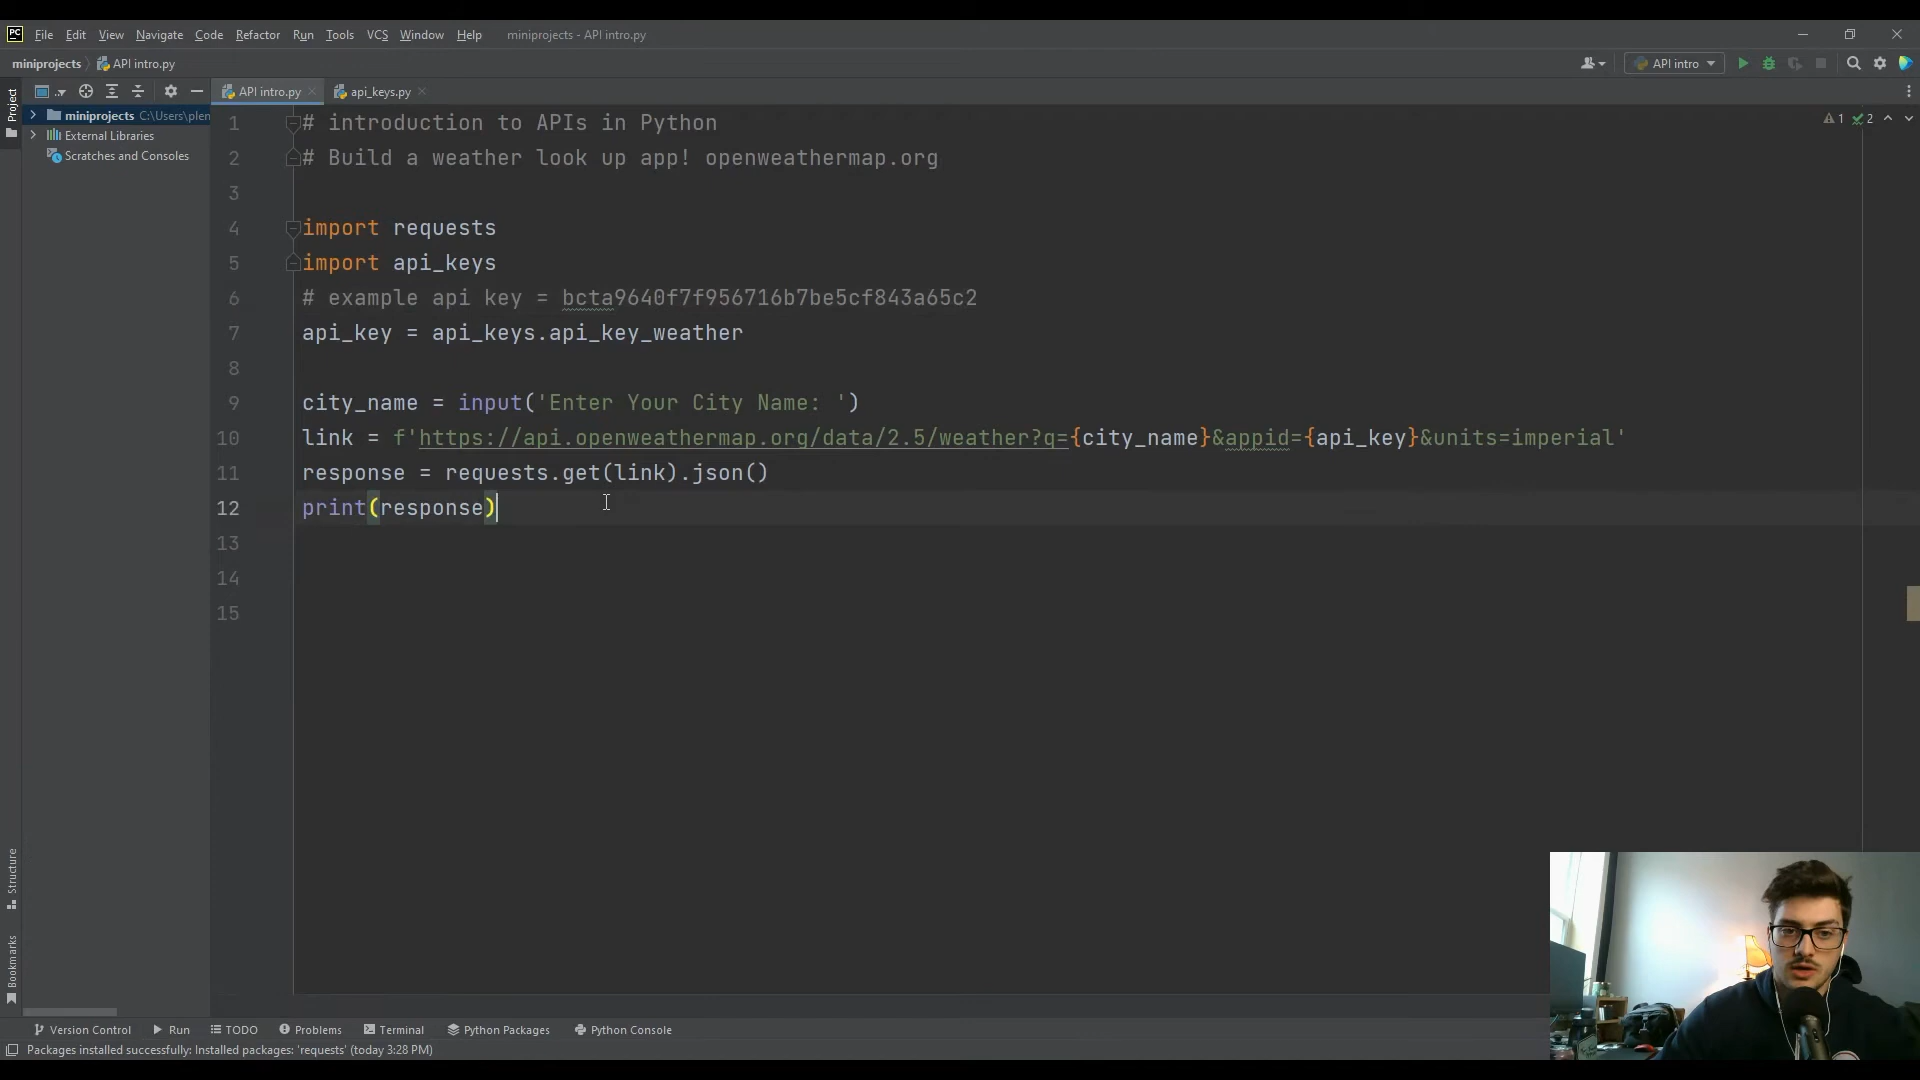 PC File Edit View Navigate Code Refactor Run Tools VCS Window Help miniprojects - API intro.py
miniprojects API intro.py API intro
Project
API intro.py api_keys.py
miniprojects C:\Users\plen
External Libraries
Scratches and Consoles
1 # introduction to APIs in Python
1 2
2 # Build a weather look up app! openweathermap.org
3
4 import requests
5 import api_keys
6 # example api key = bcta9640f7f956716b7be5cf843a65c2
7 api_key = api_keys.api_key_weather
8
9 city_name = input('Enter Your City Name: ')
10 link = f'https://api.openweathermap.org/data/2.5/weather?q={city_name}&appid={api_key}&units=imperial'
11 response = requests.get(link).json()
12 print(response)
13
14
15
Structure
Bookmarks
Version Control Run TODO Problems Terminal Python Packages Python Console
Packages installed successfully: Installed packages: 'requests' (today 3:28 PM)